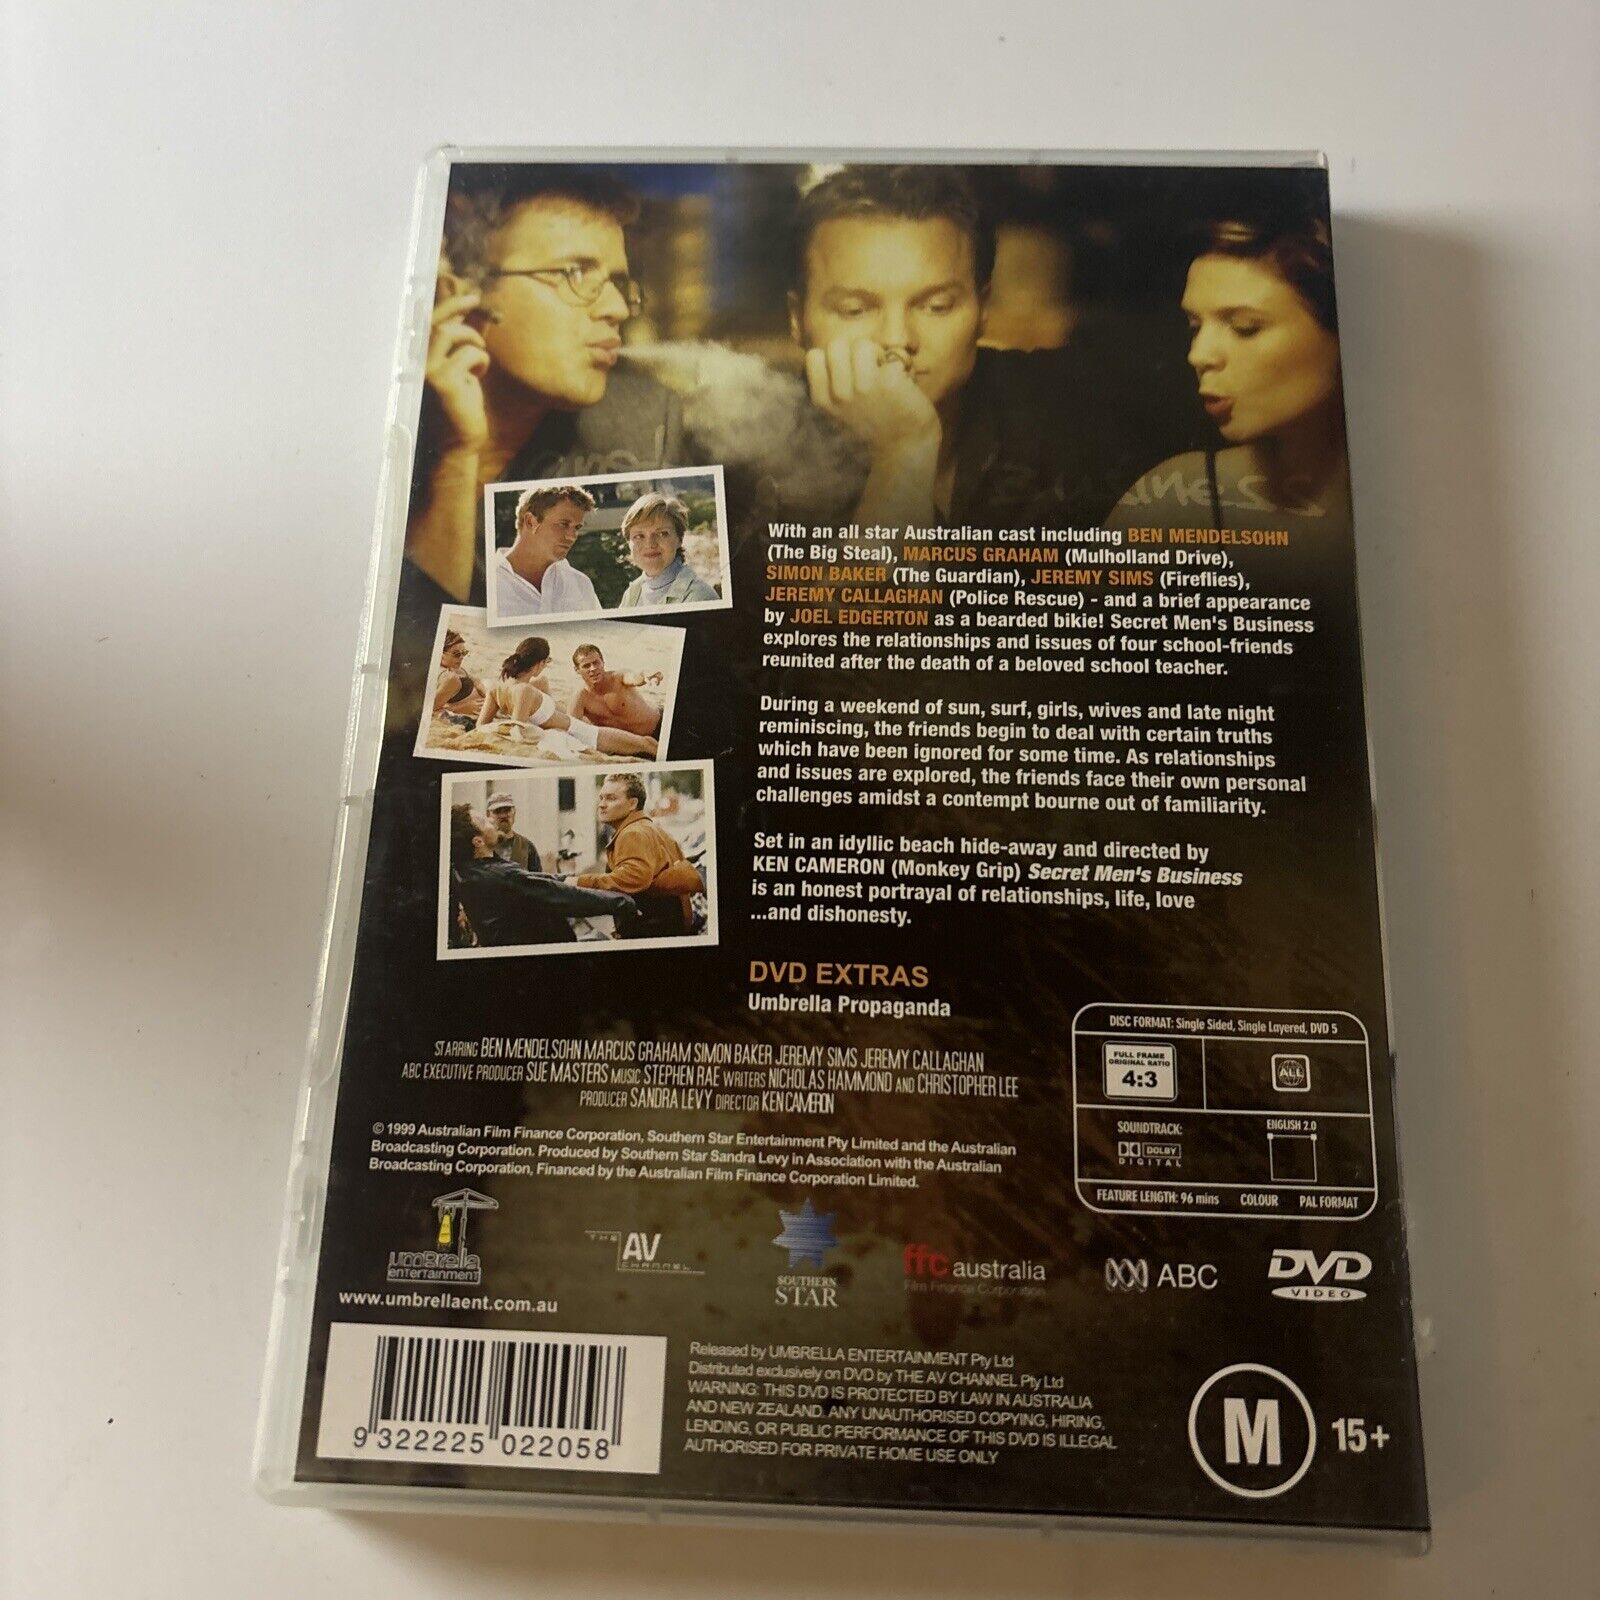 With an all star Australian cast including BEN MENDELSOHN
(The Big Steal), MARCUS GRAHAM (Mulholland Drive),
SIMON BAKER (The Guardian), JEREMY SIMS (Fireflies),
JEREMY CALLAGHAN (Police Rescue) - and a brief appearance
by JOEL EDGERTON as a bearded bikie! Secret Men's Business
explores the relationships and issues of four school-friends
reunited after the death of a beloved school teacher.
During a weekend of sun, surf, girls, wives and late night
reminiscing, the friends begin to deal with certain truths
which have been ignored for some time. As relationships
and issues are explored, the friends face their own personal
challenges amidst a contempt bourne out of familiarity.
Set in an idyllic beach hide-away and directed by
KEN CAMERON (Monkey Grip) Secret Men's Business
is an honest portrayal of relationships, life, love
...and dishonesty.
DVD EXTRAS
Umbrella Propaganda
STARRING BEN MENDELSOHN MARCUS GRAHAM SIMON BAKER JEREMY SIMS JEREMY CALLAGHAN
ABC EXECUTIVE PRODUCER SUE MASTERS MUSIC STEPHEN RAE WRITERS NICHOLAS HAMMOND AND CHRISTOPHER LEE
PRODUCER SANDRA LEVY DIRECTOR KEN CAMERON
© 1999 Australian Film Finance Corporation, Southern Star Entertainment Pty Limited and the Australian
Broadcasting Corporation. Produced by Southern Star Sandra Levy in Association with the Australian
Broadcasting Corporation, Financed by the Australian Film Finance Corporation Limited.
DISC FORMAT: Single Sided, Single Layered, DVD 5
FULL FRAME
ORIGINAL RATIO
4:3
ALL
SOUNDTRACK:
DOLBY
DIGITAL
ENGLISH 2.0
FEATURE LENGTH: 96 mins COLOUR PAL FORMAT
umBrella
enTerTainmenT
THE AV
CHANNEL
SOUTHERN
STAR
ffc australia
Film Finance Corporation
ABC
DVD
VIDEO
www.umbrellaent.com.au
9 322225 022058
Released by UMBRELLA ENTERTAINMENT Pty Ltd
Distributed exclusively on DVD by THE AV CHANNEL Pty Ltd
WARNING: THIS DVD IS PROTECTED BY LAW IN AUSTRALIA
AND NEW ZEALAND. ANY UNAUTHORISED COPYING, HIRING,
LENDING, OR PUBLIC PERFORMANCE OF THIS DVD IS ILLEGAL
AUTHORISED FOR PRIVATE HOME USE ONLY
M 15+